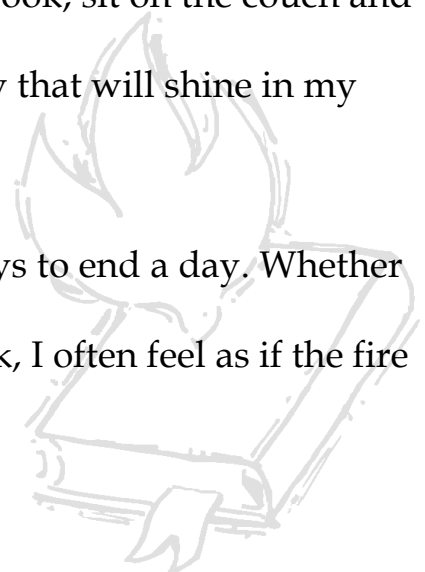 ook, sit on the couch and
that will shine in my
ys to end a day. Whether
k, I often feel as if the fire